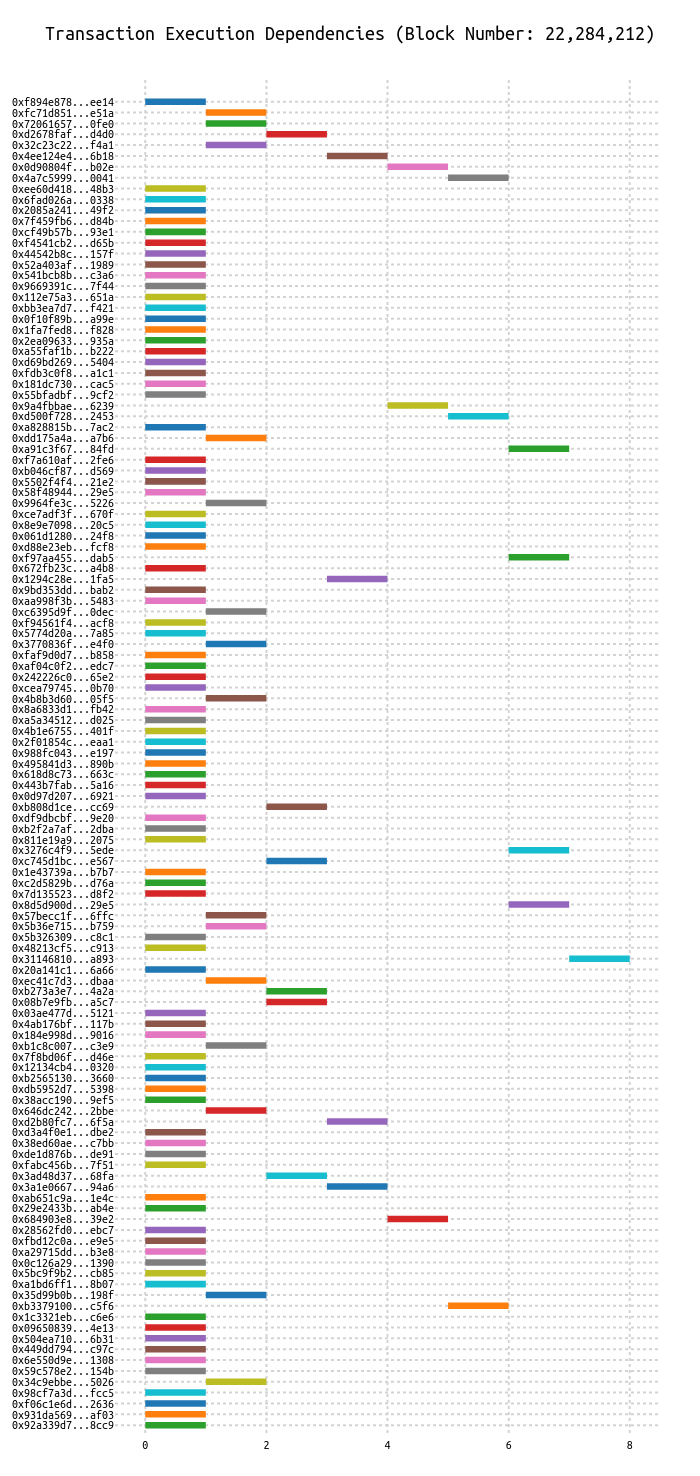 Transaction Execution Dependencies (Block Number: 22,284,212)
0xf894e878...ee14
0xfc71d851...e51a
0x72061657...0fe0
0xd2678faf...d4d0
0x32c23c22...f4a1
0x4ee124e4...6b18
0x0d90804f...b02e
0x4a7c5999...0041
0xee60d418...48b3
0x6fad026a...0338
0x2085a241...49f2
0x7f459fb6...d84b
0xcf49b57b...93e1
0xf4541cb2...d65b
0x44542b8c...157f
0x52a403af...1989
0x541bcb8b...c3a6
0x9669391c...7f44
0x112e75a3...651a
0xbb3ea7d7...f421
0x0f10f89b...a99e
0x1fa7fed8...f828
0x2ea09633...935a
0xa55faf1b...b222
0xd69bd269...5404
0xfdb3c0f8...a1c1
0x181dc730...cac5
0x55bfadbf...9cf2
0x9a4fbbae...6239
0xd500f728...2453
0xa828815b...7ac2
0xdd175a4a...a7b6
0xa91c3f67...84fd
0xf7a610af...2fe6
0xb046cf87...d569
0x5502f4f4...21e2
0x58f48944...29e5
0x9964fe3c...5226
0xce7adf3f...670f
0x8e9e7098...20c5
0x061d1280...24f8
0xd88e23eb...fcf8
0xf97aa455...dab5
0x672fb23c...a4b8
0x1294c28e...1fa5
0x9bd353dd...bab2
0xaa998f3b...5483
0xc6395d9f...0dec
0xf94561f4...acf8
0x5774d20a...7a85
0x3770836f...e4f0
0xfaf9d0d7...b858
0xaf04c0f2...edc7
0x242226c0...65e2
0xcea79745...0b70
0x4b8b3d60...05f5
0x8a6833d1...fb42
0xa5a34512...d025
0x4b1e6755...401f
0x2f01854c...eaa1
0x988fc043...e197
0x495841d3...890b
0x618d8c73...663c
0x443b7fab...5a16
0x0d97d207...6921
0xb808d1ce...cc69
0xdf9dbcbf...9e20
0xb2f2a7af...2dba
0x811e19a9...2075
0x3276c4f9...5ede
0xc745d1bc...e567
0x1e43739a...b7b7
0xc2d5829b...d76a
0x7d135523...d8f2
0x8d5d900d...29e5
0x57becc1f...6ffc
0x5b36e715...b759
0x5b326309...c8c1
0x48213cf5...c913
0x31146810...a893
0x20a141c1...6a66
0xec41c7d3...dbaa
0xb273a3e7...4a2a
0x08b7e9fb...a5c7
0x03ae477d...5121
0x4ab176bf...117b
0x184e998d...9016
0xb1c8c007...c3e9
0x7f8bd06f...d46e
0x12134cb4...0320
0xb2565130...3660
0xdb5952d7...5398
0x38acc190...9ef5
0x646dc242...2bbe
0xd2b80fc7...6f5a
0xd3a4f0e1...dbe2
0x38ed60ae...c7bb
0xde1d876b...de91
0xfabc456b...7f51
0x3ad48d37...68fa
0x3a1e0667...94a6
0xab651c9a...1e4c
0x29e2433b...ab4e
0x684903e8...39e2
0x28562fd0...ebc7
0xfbd12c0a...e9e5
0xa29715dd...b3e8
0x0c126a29...1390
0x5bc9f9b2...cb85
0xa1bd6ff1...8b07
0x35d99b0b...198f
0xb3379100...c5f6
0x1c3321eb...c6e6
0x09650839...4e13
0x504ea710...6b31
0x449dd794...c97c
0x6e550d9e...1308
0x59c578e2...154b
0x34c9ebbe...5026
0x98cf7a3d...fcc5
0xf06c1e6d...2636
0x931da569...af03
0x92a339d7...8cc9
0 2 4 6 8